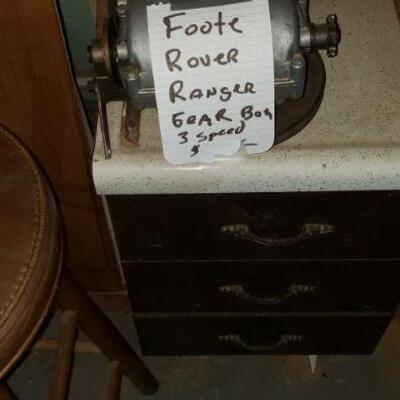 Foote
Rover
Ranger
Gear Box
3 Speed
$